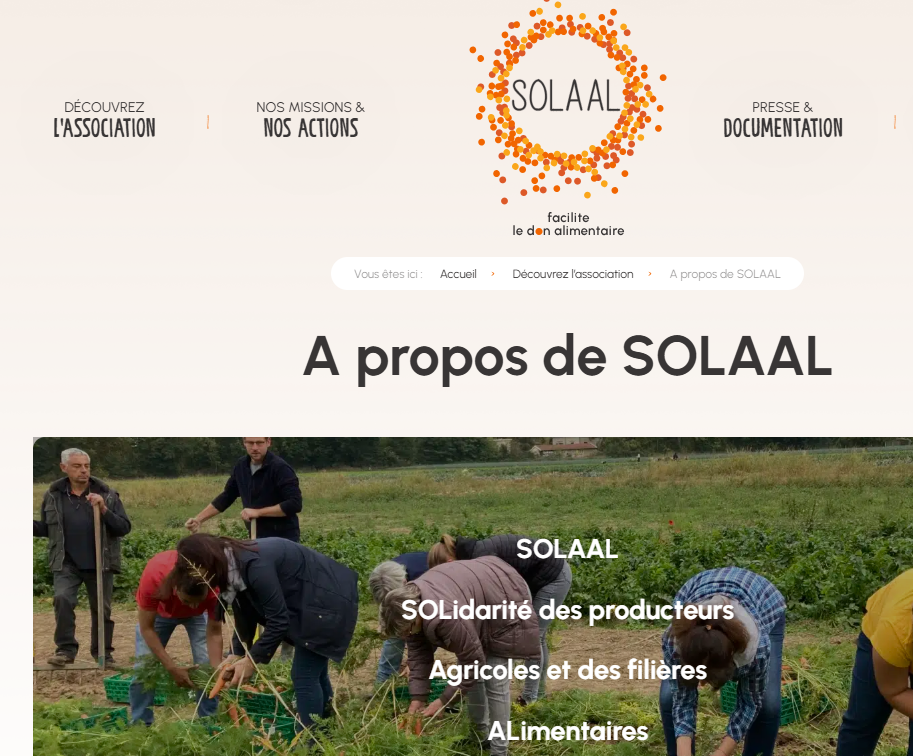 DÉCOUVREZ
L'ASSOCIATION
NOS MISSIONS &
NOS ACTIONS
SOLAAL
facilite
le don alimentaire
PRESSE &
DOCUMENTATION
Vous êtes ici : Accueil › Découvrez l'association › A propos de SOLAAL
A propos de SOLAAL
SOLAAL
SOLidarité des producteurs
Agricoles et des filières
ALimentaires